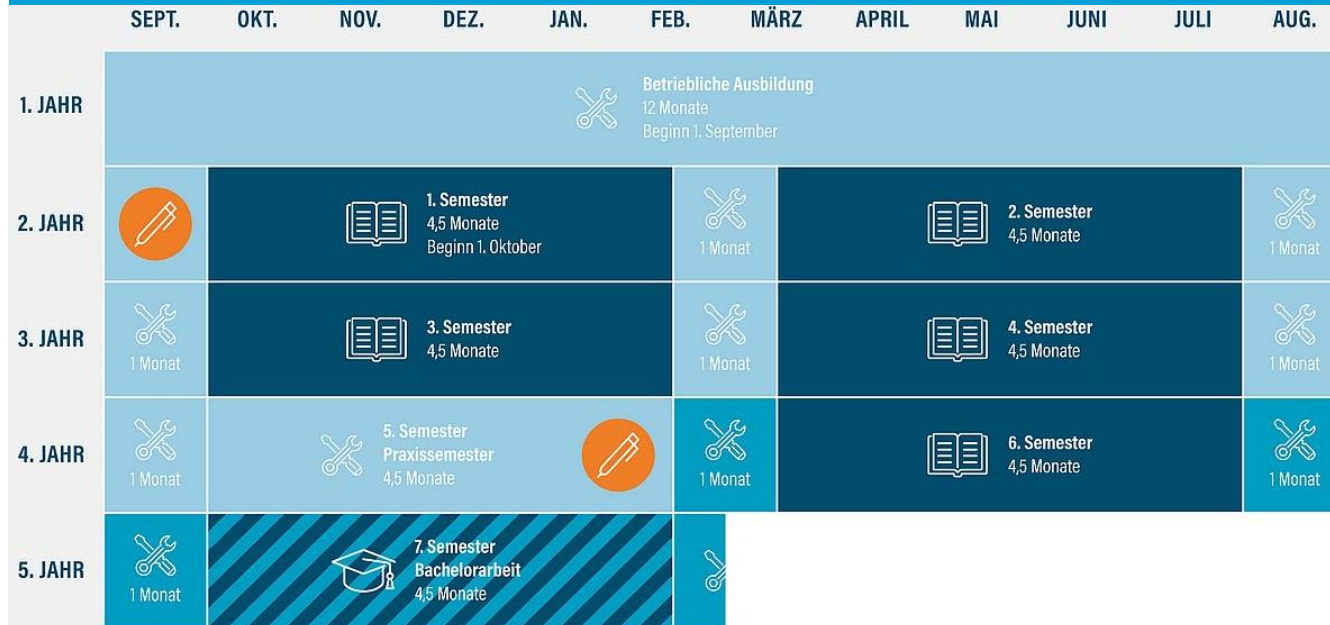 SEPT. OKT. NOV. DEZ. JAN. FEB. MÄRZ APRIL MAI JUNI JULI AUG.
1. JAHR
Betriebliche Ausbildung
12 Monate
Beginn 1. September
2. JAHR
1. Semester
4,5 Monate
Beginn 1. Oktober
1 Monat
2. Semester
4,5 Monate
1 Monat
3. JAHR
1 Monat
3. Semester
4,5 Monate
1 Monat
4. Semester
4,5 Monate
1 Monat
4. JAHR
1 Monat
5. Semester
Praxissemester
4,5 Monate
1 Monat
6. Semester
4,5 Monate
1 Monat
5. JAHR
1 Monat
7. Semester
Bachelorarbeit
4,5 Monate